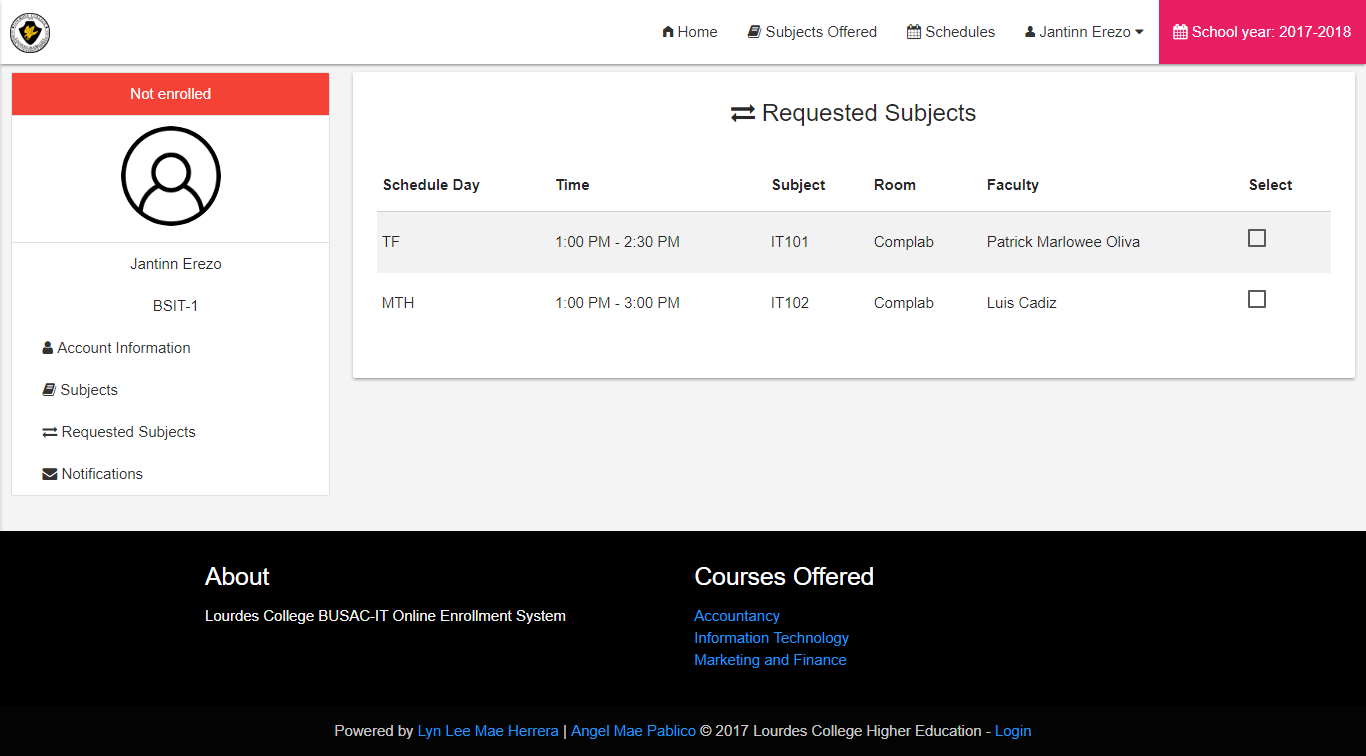 Home Subjects Offered Schedules Jantinn Erezo School year: 2017-2018
Not enrolled
Jantinn Erezo
BSIT-1
Account Information
Subjects
Requested Subjects
Notifications
Requested Subjects
Schedule Day Time Subject Room Faculty Select
TF 1:00 PM - 2:30 PM IT101 Complab Patrick Marlowee Oliva
MTH 1:00 PM - 3:00 PM IT102 Complab Luis Cadiz
About
Lourdes College BUSAC-IT Online Enrollment System
Courses Offered
Accountancy
Information Technology
Marketing and Finance
Powered by Lyn Lee Mae Herrera | Angel Mae Pablico © 2017 Lourdes College Higher Education - Login